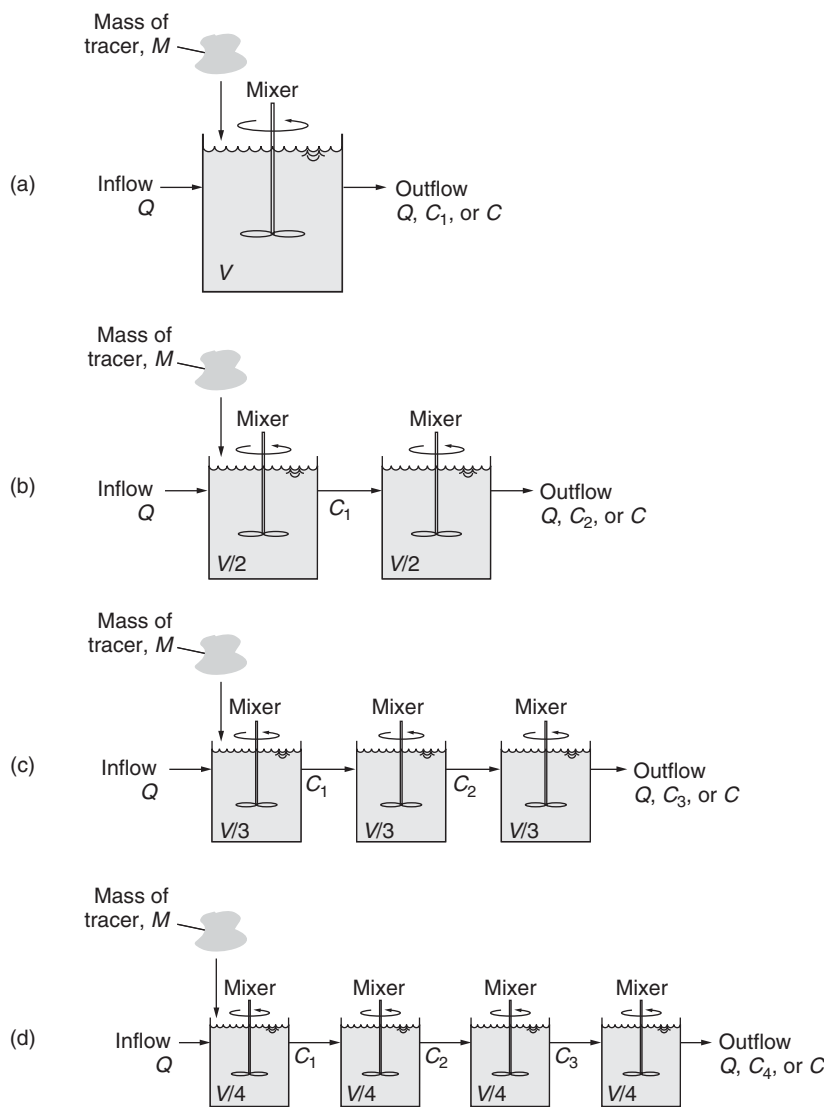 Mass of
tracer, M
Mixer
(a)
Inflow
Q
Outflow
Q, C₁, or C
V
Mass of
tracer, M
Mixer
Mixer
(b)
Inflow
Q
C₁
Outflow
Q, C₂, or C
V/2
V/2
Mass of
tracer, M
Mixer
Mixer
Mixer
(c)
Inflow
Q
C₁
C₂
Outflow
Q, C₃, or C
V/3
V/3
V/3
Mass of
tracer, M
Mixer
Mixer
Mixer
Mixer
(d)
Inflow
Q
C₁
C₂
C₃
Outflow
Q, C₄, or C
V/4
V/4
V/4
V/4